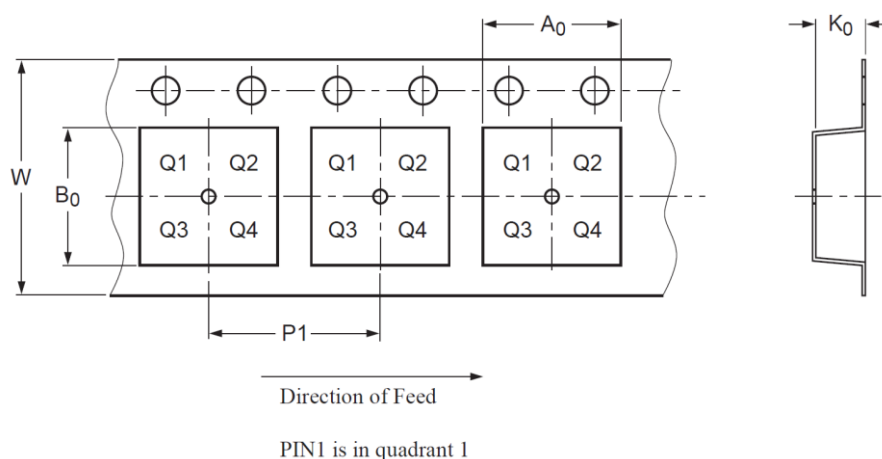 A0
K0
W
B0
Q1 Q2 Q1 Q2 Q1 Q2
Q3 Q4 Q3 Q4 Q3 Q4
P1
Direction of Feed
PIN1 is in quadrant 1